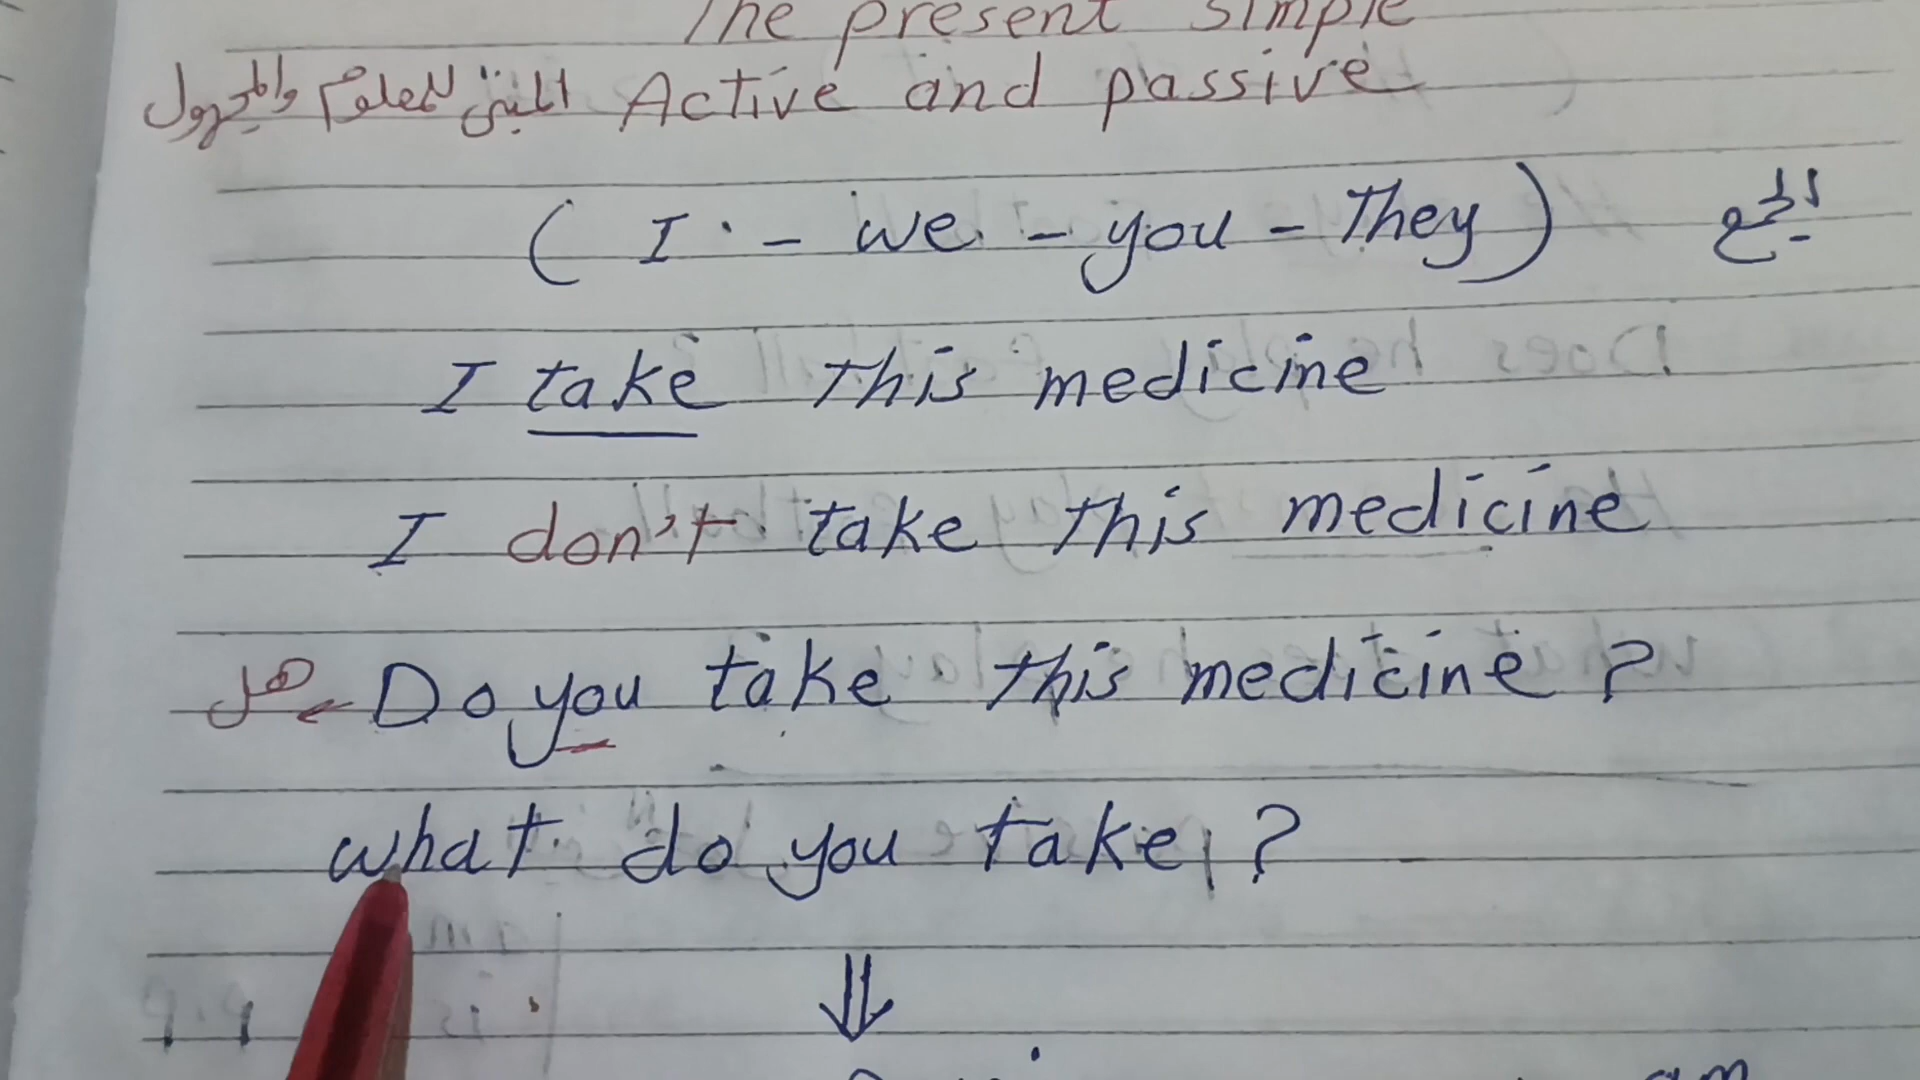 The present simple
المبني للمعلوم والمجهول Active and passive
( I - we - you - They ) الجمع
I take this medicine
I don't take this medicine
هل ← Do you take this medicine ?
what do you take ?
⇓
am